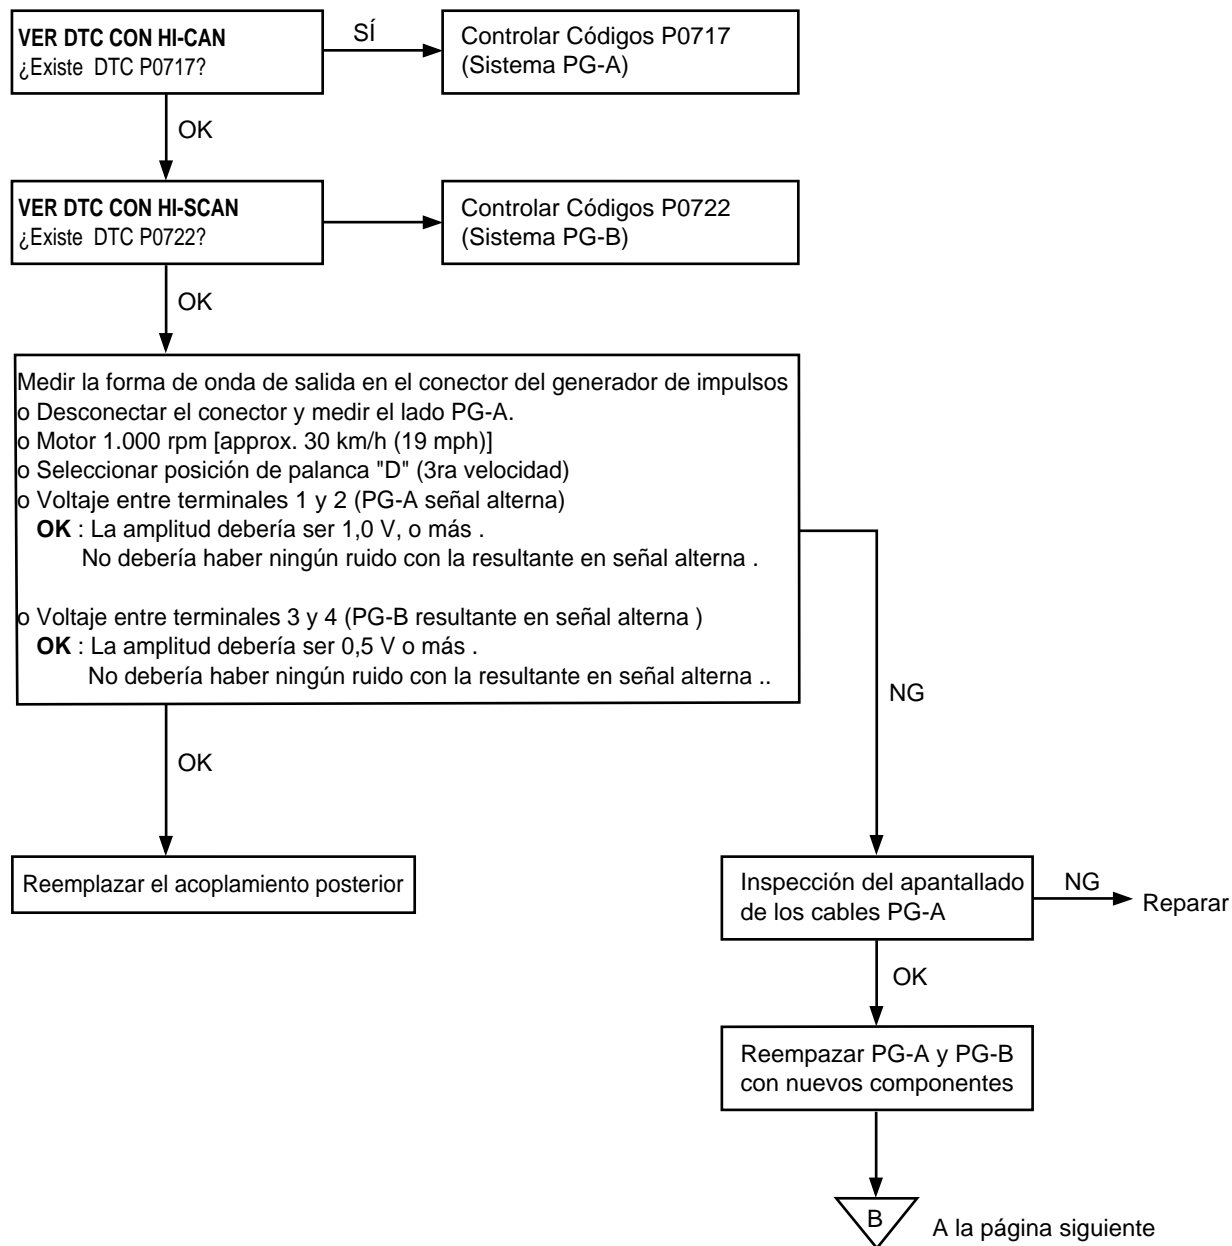 VER DTC CON HI-CAN
¿Existe DTC P0717?
SÍ
Controlar Códigos P0717
(Sistema PG-A)
OK
VER DTC CON HI-SCAN
¿Existe DTC P0722?
Controlar Códigos P0722
(Sistema PG-B)
OK
Medir la forma de onda de salida en el conector del generador de impulsos
o Desconectar el conector y medir el lado PG-A.
o Motor 1.000 rpm [approx. 30 km/h (19 mph)]
o Seleccionar posición de palanca "D" (3ra velocidad)
o Voltaje entre terminales 1 y 2 (PG-A señal alterna)
OK : La amplitud debería ser 1,0 V, o más .
No debería haber ningún ruido con la resultante en señal alterna .
o Voltaje entre terminales 3 y 4 (PG-B resultante en señal alterna )
OK : La amplitud debería ser 0,5 V o más .
No debería haber ningún ruido con la resultante en señal alterna ..
NG
OK
Reemplazar el acoplamiento posterior
Inspección del apantallado
de los cables PG-A
NG
Reparar
OK
Reempazar PG-A y PG-B
con nuevos componentes
B
A la página siguiente